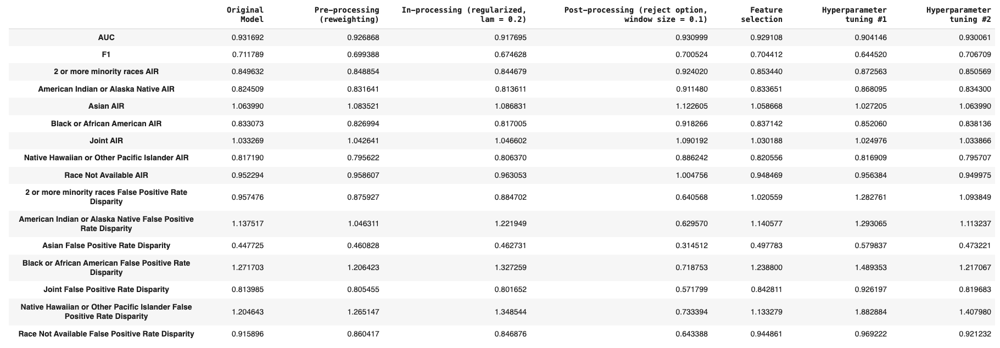 Original Model Pre-processing (reweighting) In-processing (regularized, lam = 0.2) Post-processing (reject option, window size = 0.1) Feature selection Hyperparameter tuning #1 Hyperparameter tuning #2
AUC 0.931692 0.926868 0.917695 0.930999 0.929108 0.904146 0.930061
F1 0.711789 0.699388 0.674628 0.700524 0.704412 0.644520 0.706709
2 or more minority races AIR 0.849632 0.848854 0.844679 0.924020 0.853440 0.872563 0.850569
American Indian or Alaska Native AIR 0.824509 0.831641 0.813611 0.911480 0.833651 0.868095 0.834300
Asian AIR 1.063990 1.083521 1.086831 1.122605 1.058668 1.027205 1.063990
Black or African American AIR 0.833073 0.826994 0.817005 0.918266 0.837142 0.852060 0.838136
Joint AIR 1.033269 1.042641 1.046602 1.090192 1.030188 1.024976 1.033866
Native Hawaiian or Other Pacific Islander AIR 0.817190 0.795622 0.806370 0.886242 0.820556 0.816909 0.795707
Race Not Available AIR 0.952294 0.958607 0.963053 1.004756 0.948469 0.956384 0.949975
2 or more minority races False Positive Rate Disparity 0.957476 0.875927 0.884702 0.640568 1.020559 1.282761 1.093849
American Indian or Alaska Native False Positive Rate Disparity 1.137517 1.046311 1.221949 0.629570 1.140577 1.293065 1.113237
Asian False Positive Rate Disparity 0.447725 0.460828 0.462731 0.314512 0.497783 0.579837 0.473221
Black or African American False Positive Rate Disparity 1.271703 1.206423 1.327259 0.718753 1.238800 1.489353 1.217067
Joint False Positive Rate Disparity 0.813985 0.805455 0.801652 0.571799 0.842811 0.926197 0.819683
Native Hawaiian or Other Pacific Islander False Positive Rate Disparity 1.204643 1.265147 1.348544 0.733394 1.133279 1.882884 1.407980
Race Not Available False Positive Rate Disparity 0.915896 0.860417 0.846876 0.643388 0.944861 0.969222 0.921232